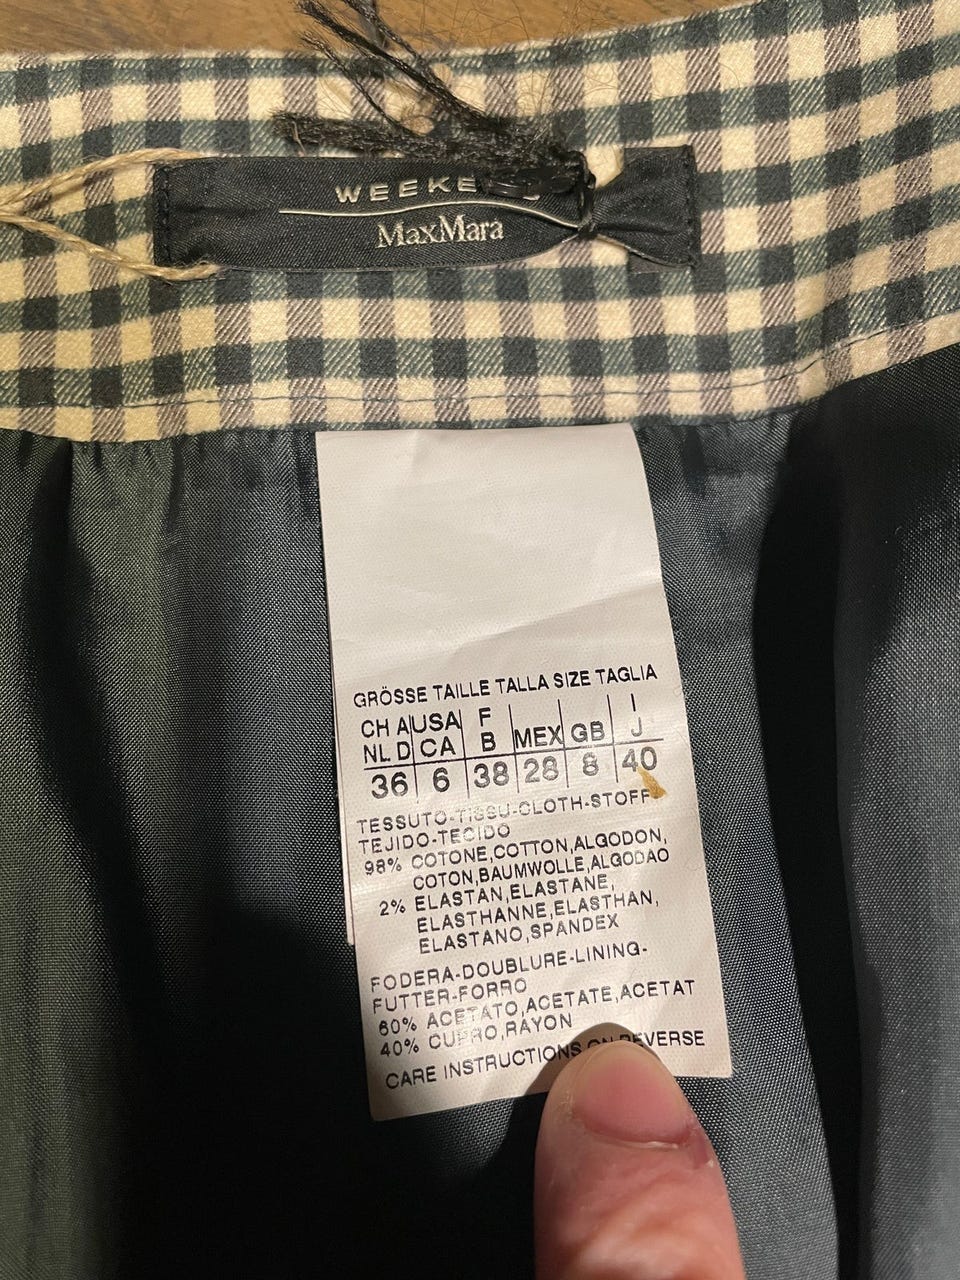 MaxMara
GRÖSSE TAILLE TALLA SIZE TAGLIA
CH A USA F I
NL D CA B MEX GB J
36 6 38 28 8 40
TESSUTO-TISSU-CLOTH-STOFF-
TEJIDO-TECIDO
98% COTONE,COTTON,ALGODON,
COTON,BAUMWOLLE,ALGODAO
2% ELASTAN,ELASTANE,
ELASTHANNE,ELASTHAN,
ELASTANO,SPANDEX
FODERA-DOUBLURE-LINING-
FUTTER-FORRO
60% ACETATO,ACETATE,ACETAT
40% CUPRO,RAYON
CARE INSTRUCTIONS ON REVERSE